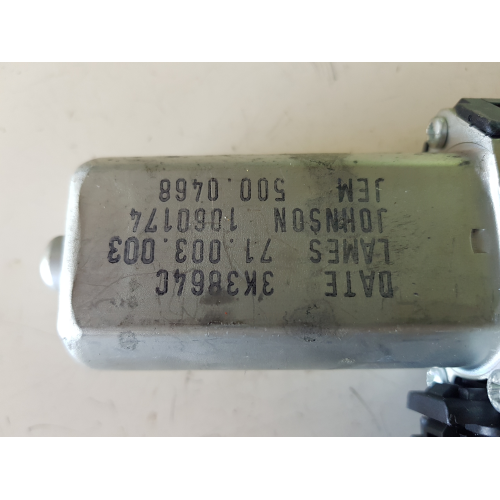 DATE 3K3864C
LAMES 71.003.003
JOHNSON 1060174
JEM 500.0468